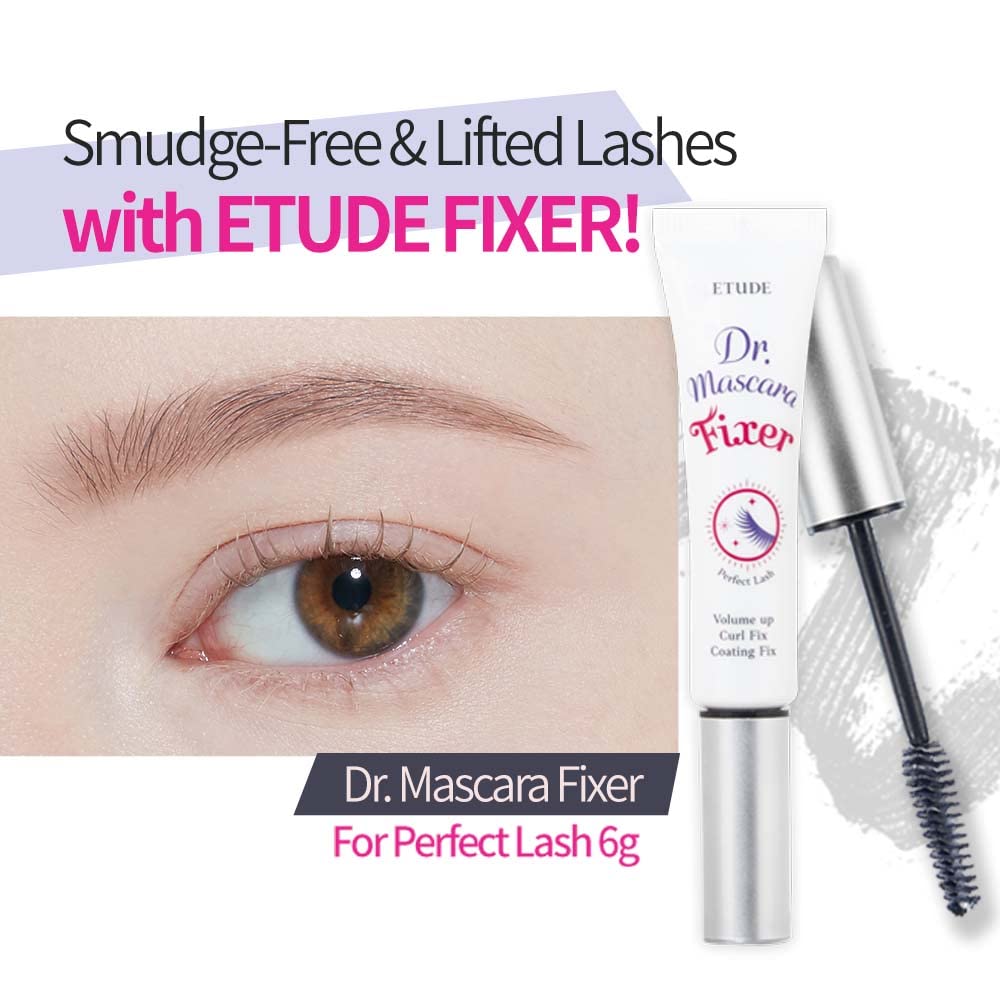 Smudge-Free & Lifted Lashes
with ETUDE FIXER!
ETUDE
Dr.
Mascara
Fixer
Perfect Lash
Volume up
Curl Fix
Coating Fix
Dr. Mascara Fixer
For Perfect Lash 6g